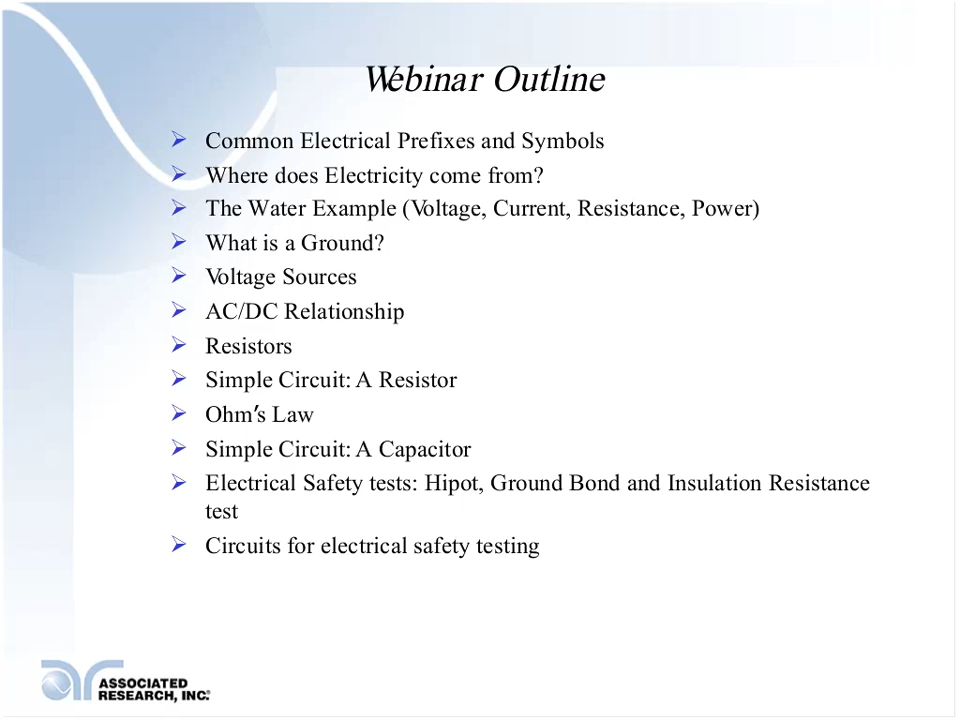 Webinar Outline
Common Electrical Prefixes and Symbols
Where does Electricity come from?
The Water Example (Voltage, Current, Resistance, Power)
What is a Ground?
Voltage Sources
AC/DC Relationship
Resistors
Simple Circuit: A Resistor
Ohm’s Law
Simple Circuit: A Capacitor
Electrical Safety tests: Hipot, Ground Bond and Insulation Resistance
test
Circuits for electrical safety testing
ASSOCIATED
RESEARCH, INC.®